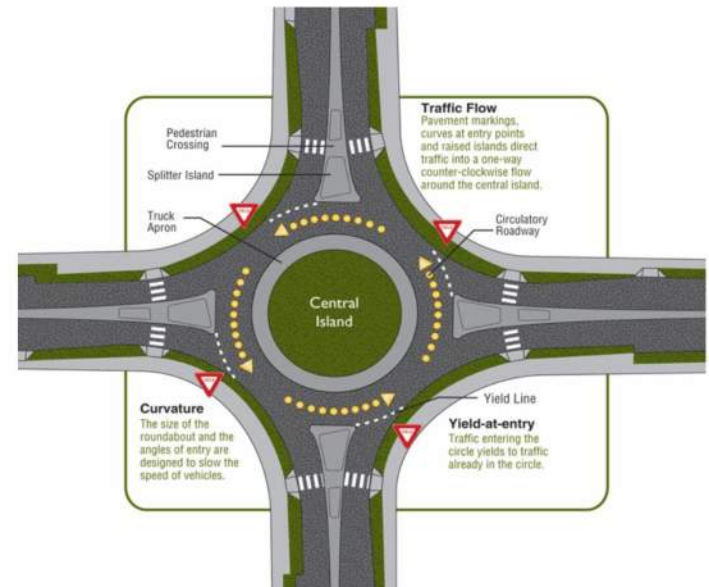 Traffic Flow
Pavement markings,
curves at entry points
and raised islands direct
traffic into a one-way
counter-clockwise flow
around the central island.
Pedestrian
Crossing
Splitter Island
Truck
Apron
Circulatory
Roadway
Central
Island
Curvature
The size of the
roundabout and the
angles of entry are
designed to slow the
speed of vehicles.
Yield Line
Yield-at-entry
Traffic entering the
circle yields to traffic
already in the circle.